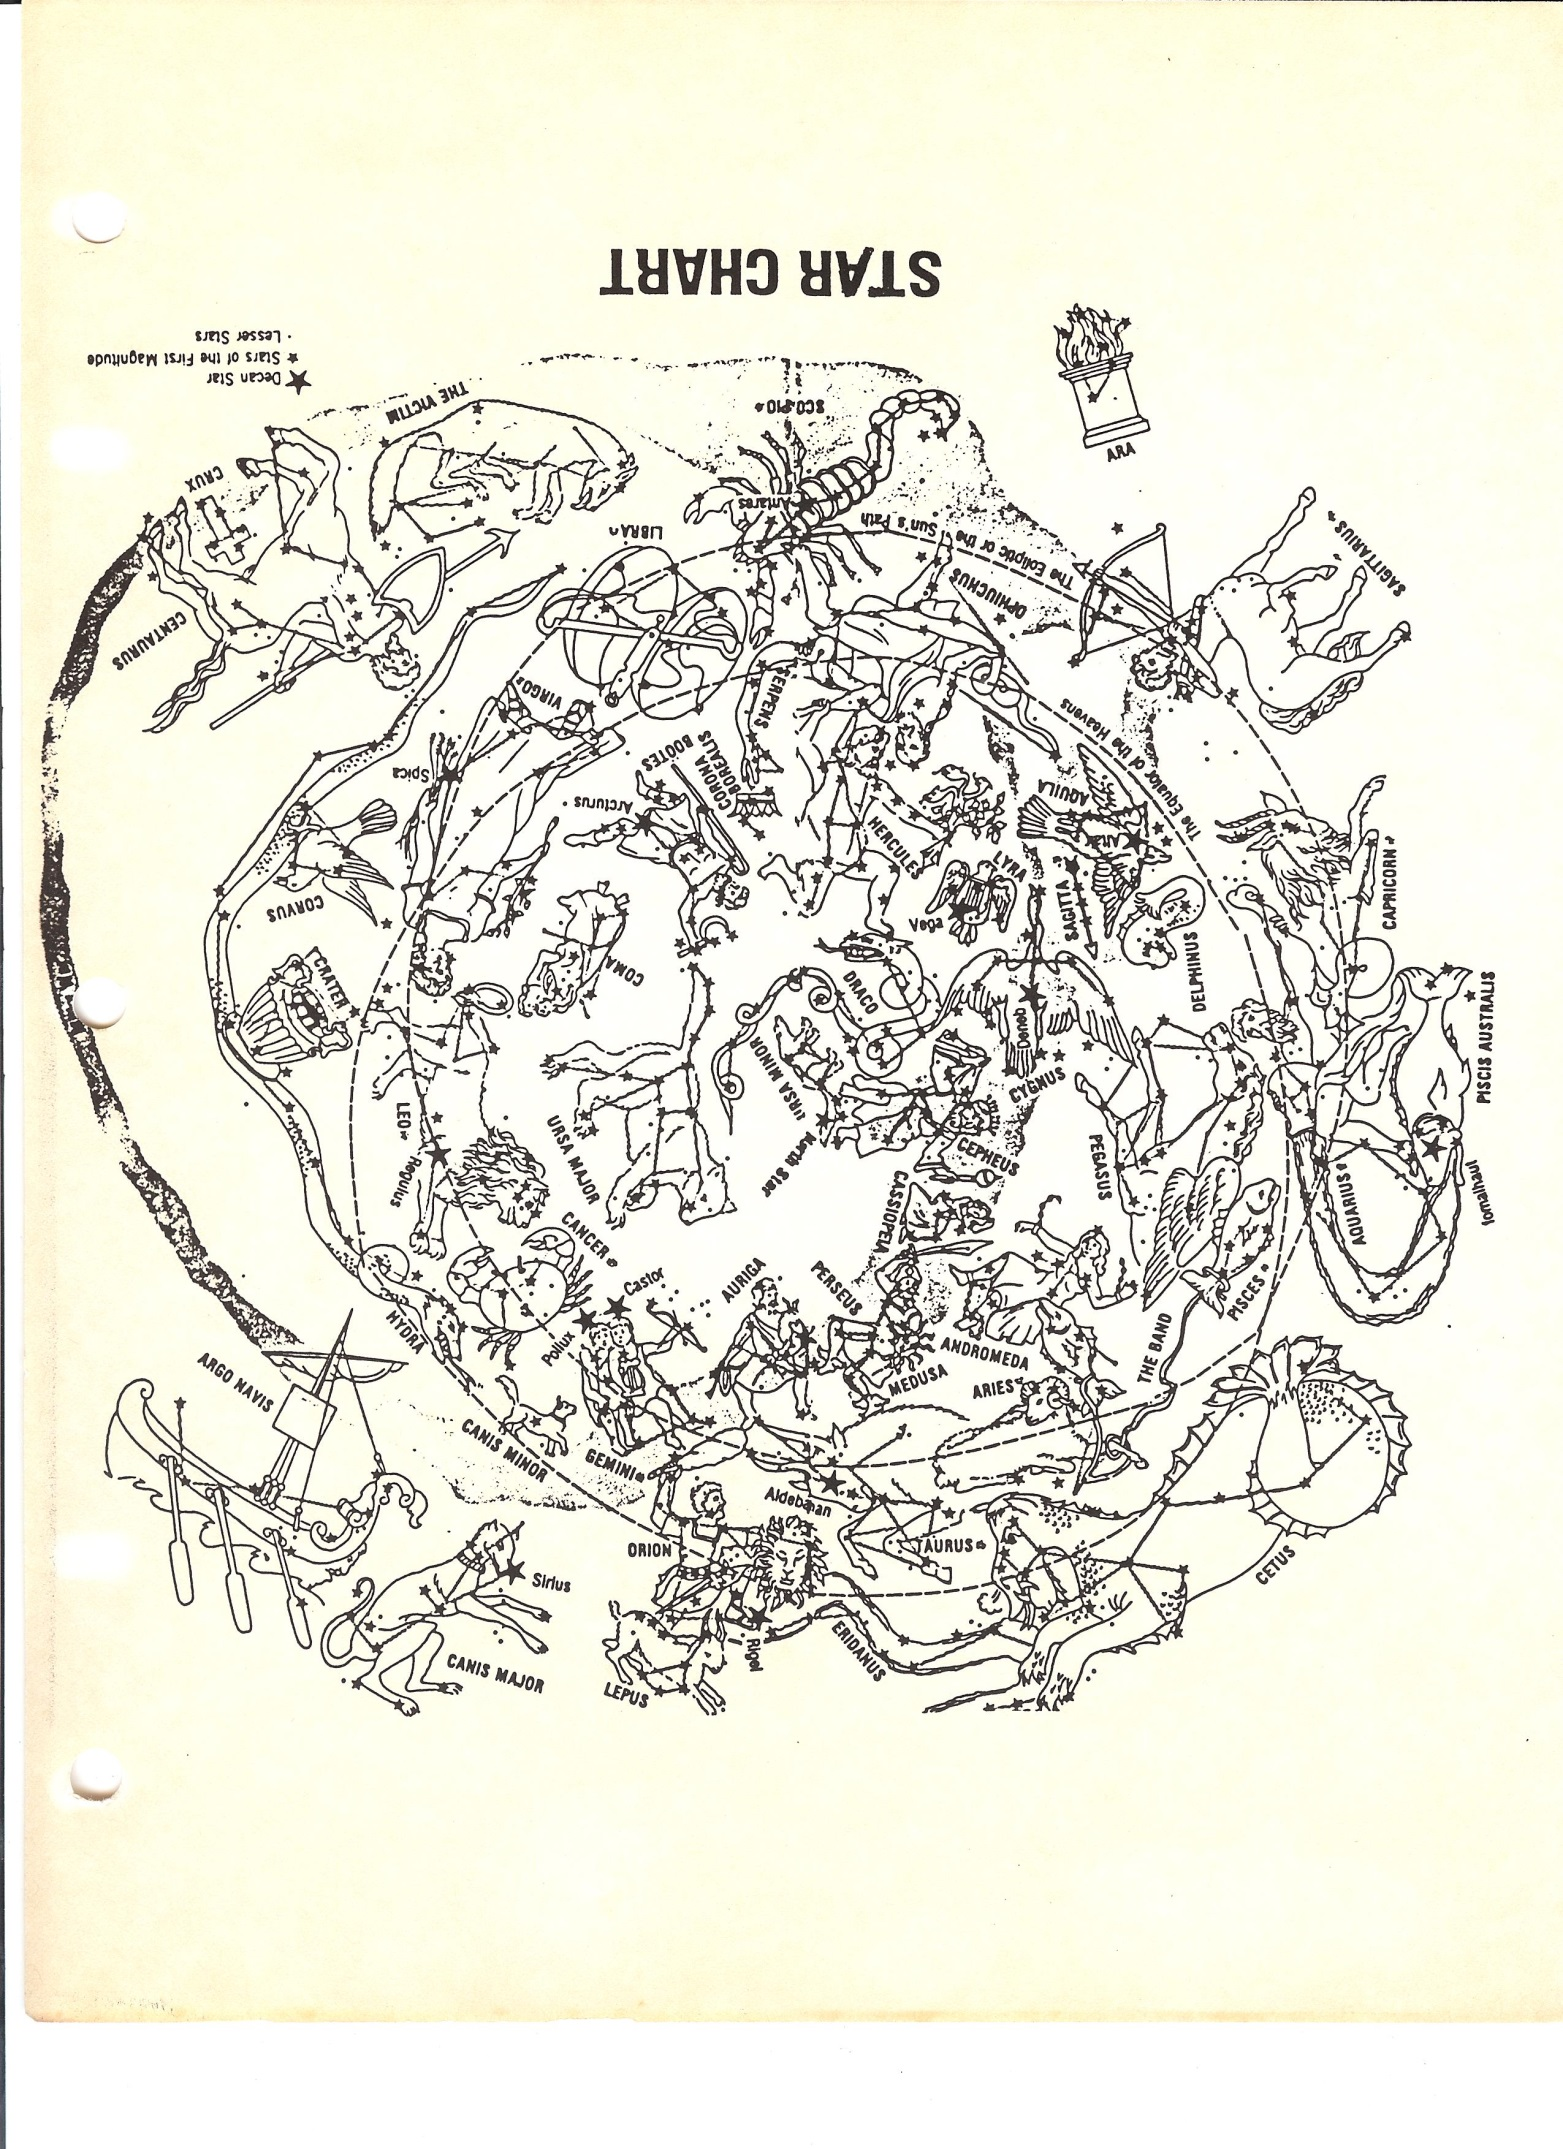 STAR CHART
Decan Star
Stars of the First Magnitude
Lesser Stars
THE VICTIM
CRUX
CENTAURUS
ARA
SCORPIO
Antares
LIBRA
The Ecliptic or the Sun's Path
OPHIUCHUS
SAGITTARIUS
VIRGO
Spica
SERPENS
BOOTES
CORONA
BOREALIS
Arcturus
The Equator of the Heavens
AQUILA
HERCULES
LYRA
Vega
SAGITTA
CAPRICORN
CORVUS
CRATER
COMA
DRACO
DELPHINUS
Deneb
CYGNUS
PISCIS AUSTRALIS
LEO
Regulus
URSA MAJOR
URSA MINOR
North Star
CEPHEUS
PEGASUS
CASSIOPEIA
AQUARIUS
CANCER
Castor
Pollux
AURIGA
PERSEUS
PISCES
HYDRA
ANDROMEDA
MEDUSA
ARIES
THE BAND
ARGO NAVIS
CANIS MINOR
GEMINI
Aldebaran
TAURUS
ORION
CETUS
Sirius
CANIS MAJOR
LEPUS
Rigel
ERIDANUS